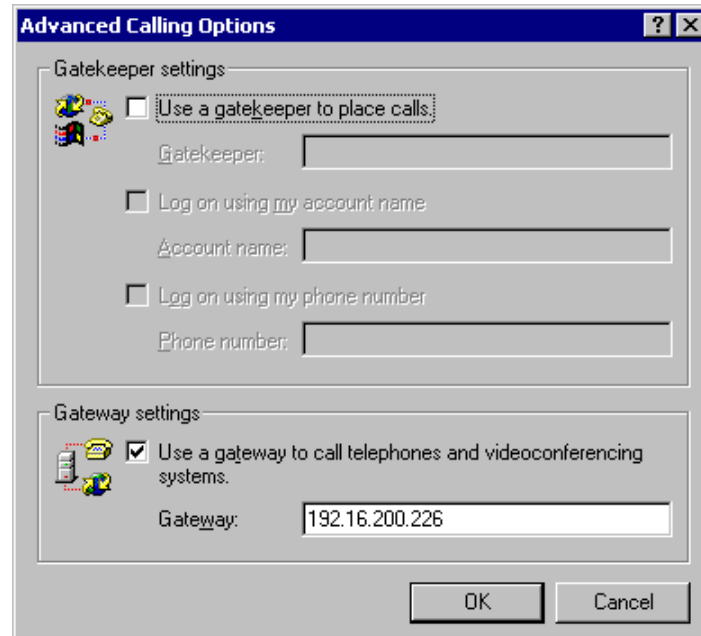 Advanced Calling Options
Gatekeeper settings
Use a gatekeeper to place calls.
Gatekeeper:
Log on using my account name
Account name:
Log on using my phone number
Phone number:
Gateway settings
Use a gateway to call telephones and videoconferencing
systems.
Gateway: 192.16.200.226
OK Cancel